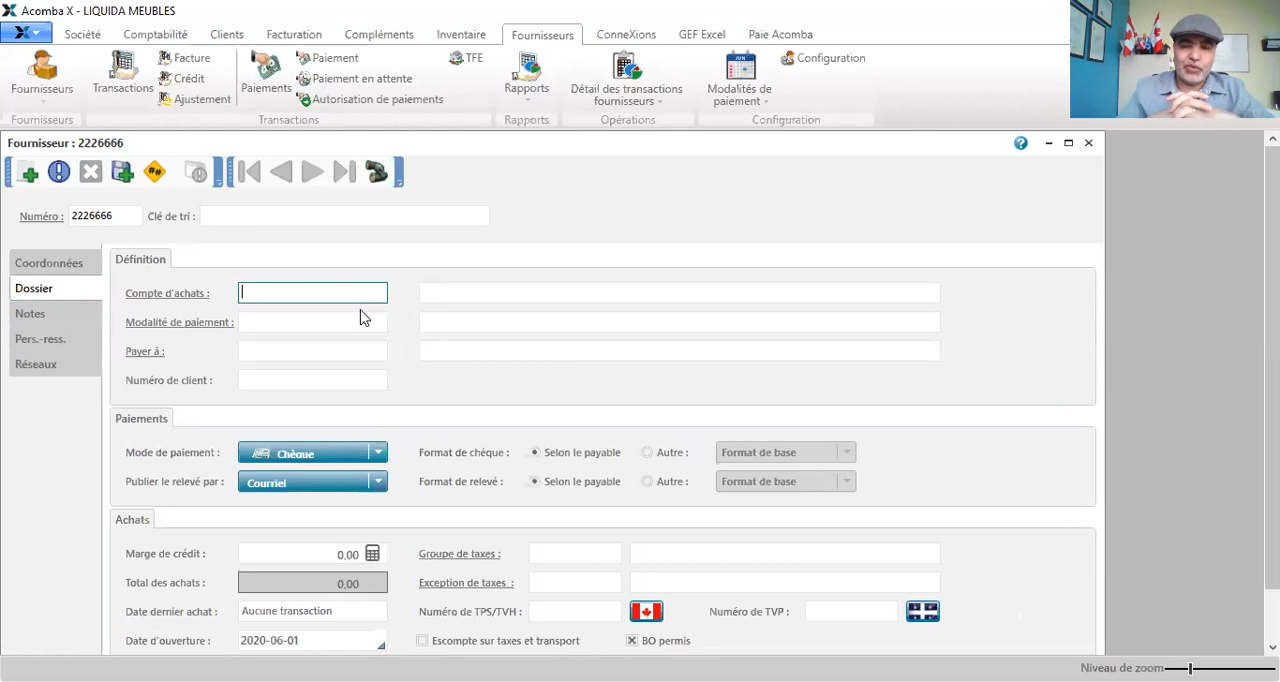 Acomba X - LIQUIDA MEUBLES
Société Comptabilité Clients Facturation Compléments Inventaire Fournisseurs ConneXions GEF Excel Paie Acomba
Fournisseurs
Transactions
Facture
Crédit
Ajustement
Paiements
Paiement
Paiement en attente
Autorisation de paiements
TFE
Rapports
Détail des transactions
fournisseurs
Modalités de
paiement
JUN
Configuration
Fournisseurs Transactions Rapports Opérations Configuration
Fournisseur : 2226666
Numéro : 2226666 Clé de tri :
Coordonnées
Dossier
Notes
Pers.-ress.
Réseaux
Définition
Compte d'achats :
Modalité de paiement :
Payer à :
Numéro de client :
Paiements
Mode de paiement : Chèque Format de chèque : Selon le payable Autre : Format de base
Publier le relevé par : Courriel Format de relevé : Selon le payable Autre : Format de base
Achats
Marge de crédit : 0,00 Groupe de taxes :
Total des achats : 0,00 Exception de taxes :
Date dernier achat : Aucune transaction Numéro de TPS/TVH : Numéro de TVP :
Date d'ouverture : 2020-06-01 Escompte sur taxes et transport BO permis
Niveau de zoom